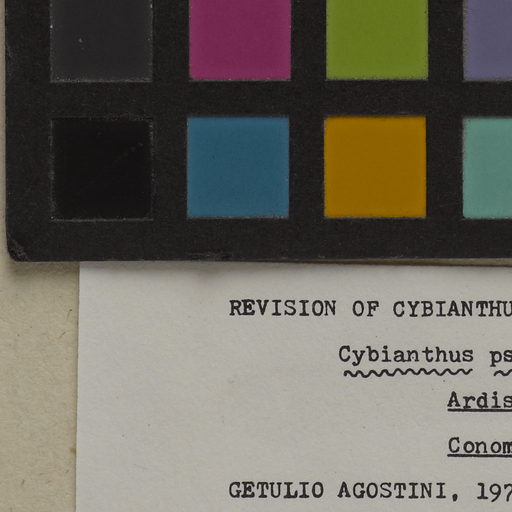 REVISION OF CYBIANTHU
Cybianthus ps
Ardis
Conom
GETULIO AGOSTINI, 197